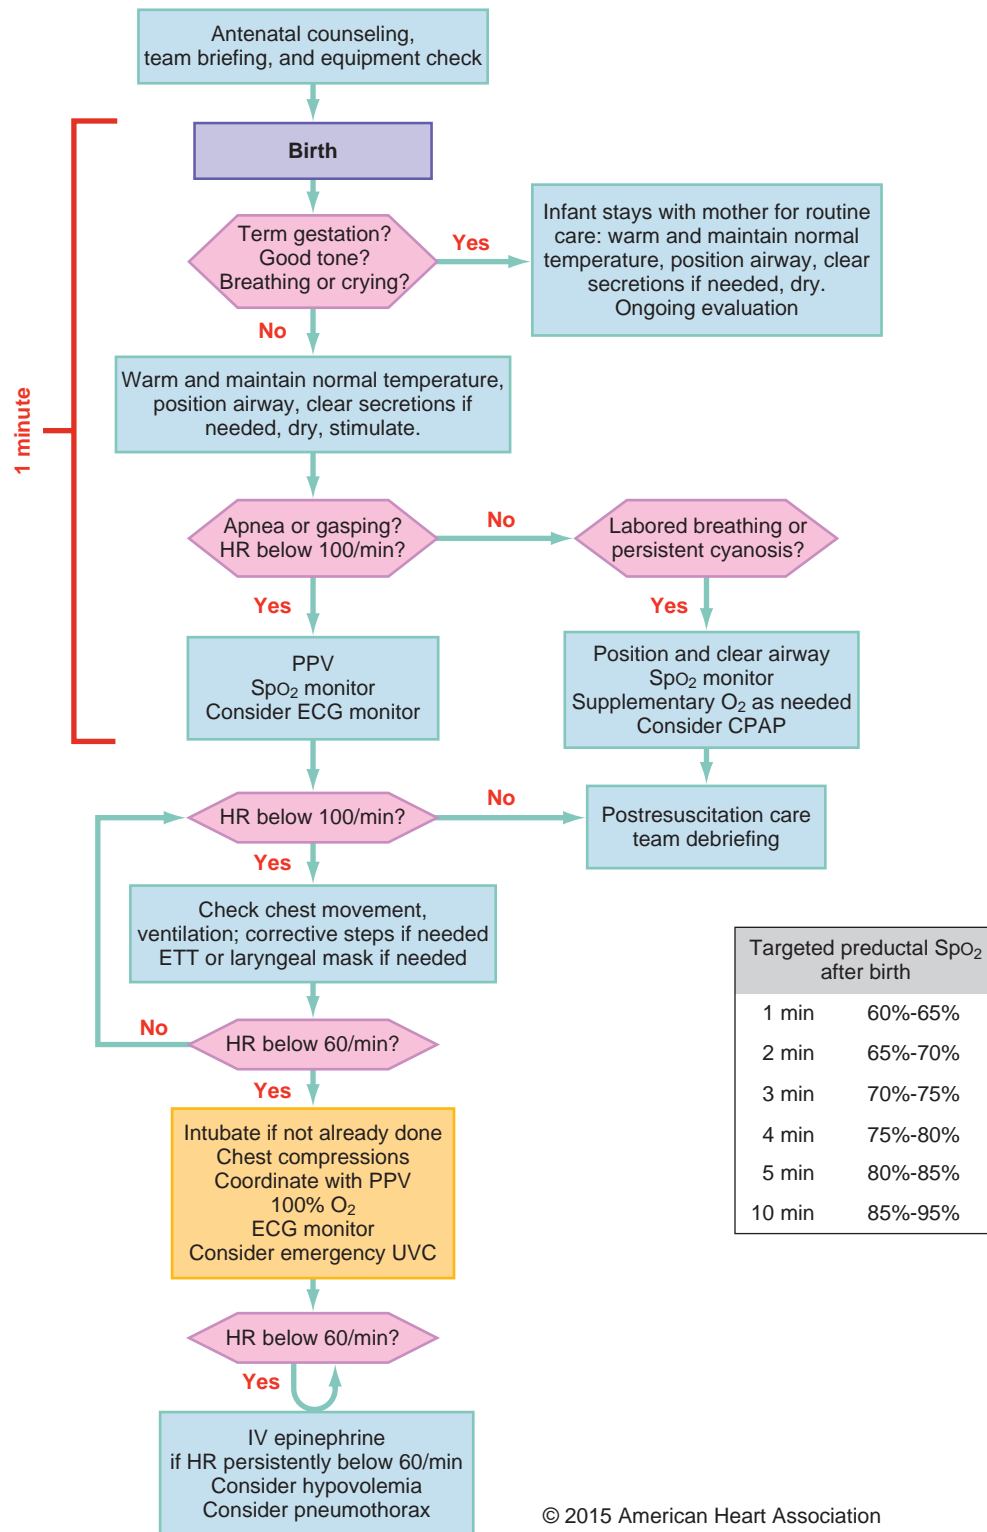 Antenatal counseling,
team briefing, and equipment check
Birth
Term gestation?
Good tone?
Breathing or crying?
Yes
Infant stays with mother for routine
care: warm and maintain normal
temperature, position airway, clear
secretions if needed, dry.
Ongoing evaluation
No
1 minute
Warm and maintain normal temperature,
position airway, clear secretions if
needed, dry, stimulate.
Apnea or gasping?
HR below 100/min?
No
Labored breathing or
persistent cyanosis?
Yes
Yes
PPV
SpO₂ monitor
Consider ECG monitor
Position and clear airway
SpO₂ monitor
Supplementary O₂ as needed
Consider CPAP
HR below 100/min?
No
Postresuscitation care
team debriefing
Yes
Check chest movement,
ventilation; corrective steps if needed
ETT or laryngeal mask if needed
No
HR below 60/min?
Yes
Intubate if not already done
Chest compressions
Coordinate with PPV
100% O₂
ECG monitor
Consider emergency UVC
HR below 60/min?
Yes
IV epinephrine
if HR persistently below 60/min
Consider hypovolemia
Consider pneumothorax
Targeted preductal SpO₂
after birth
1 min 60%-65%
2 min 65%-70%
3 min 70%-75%
4 min 75%-80%
5 min 80%-85%
10 min 85%-95%
© 2015 American Heart Association